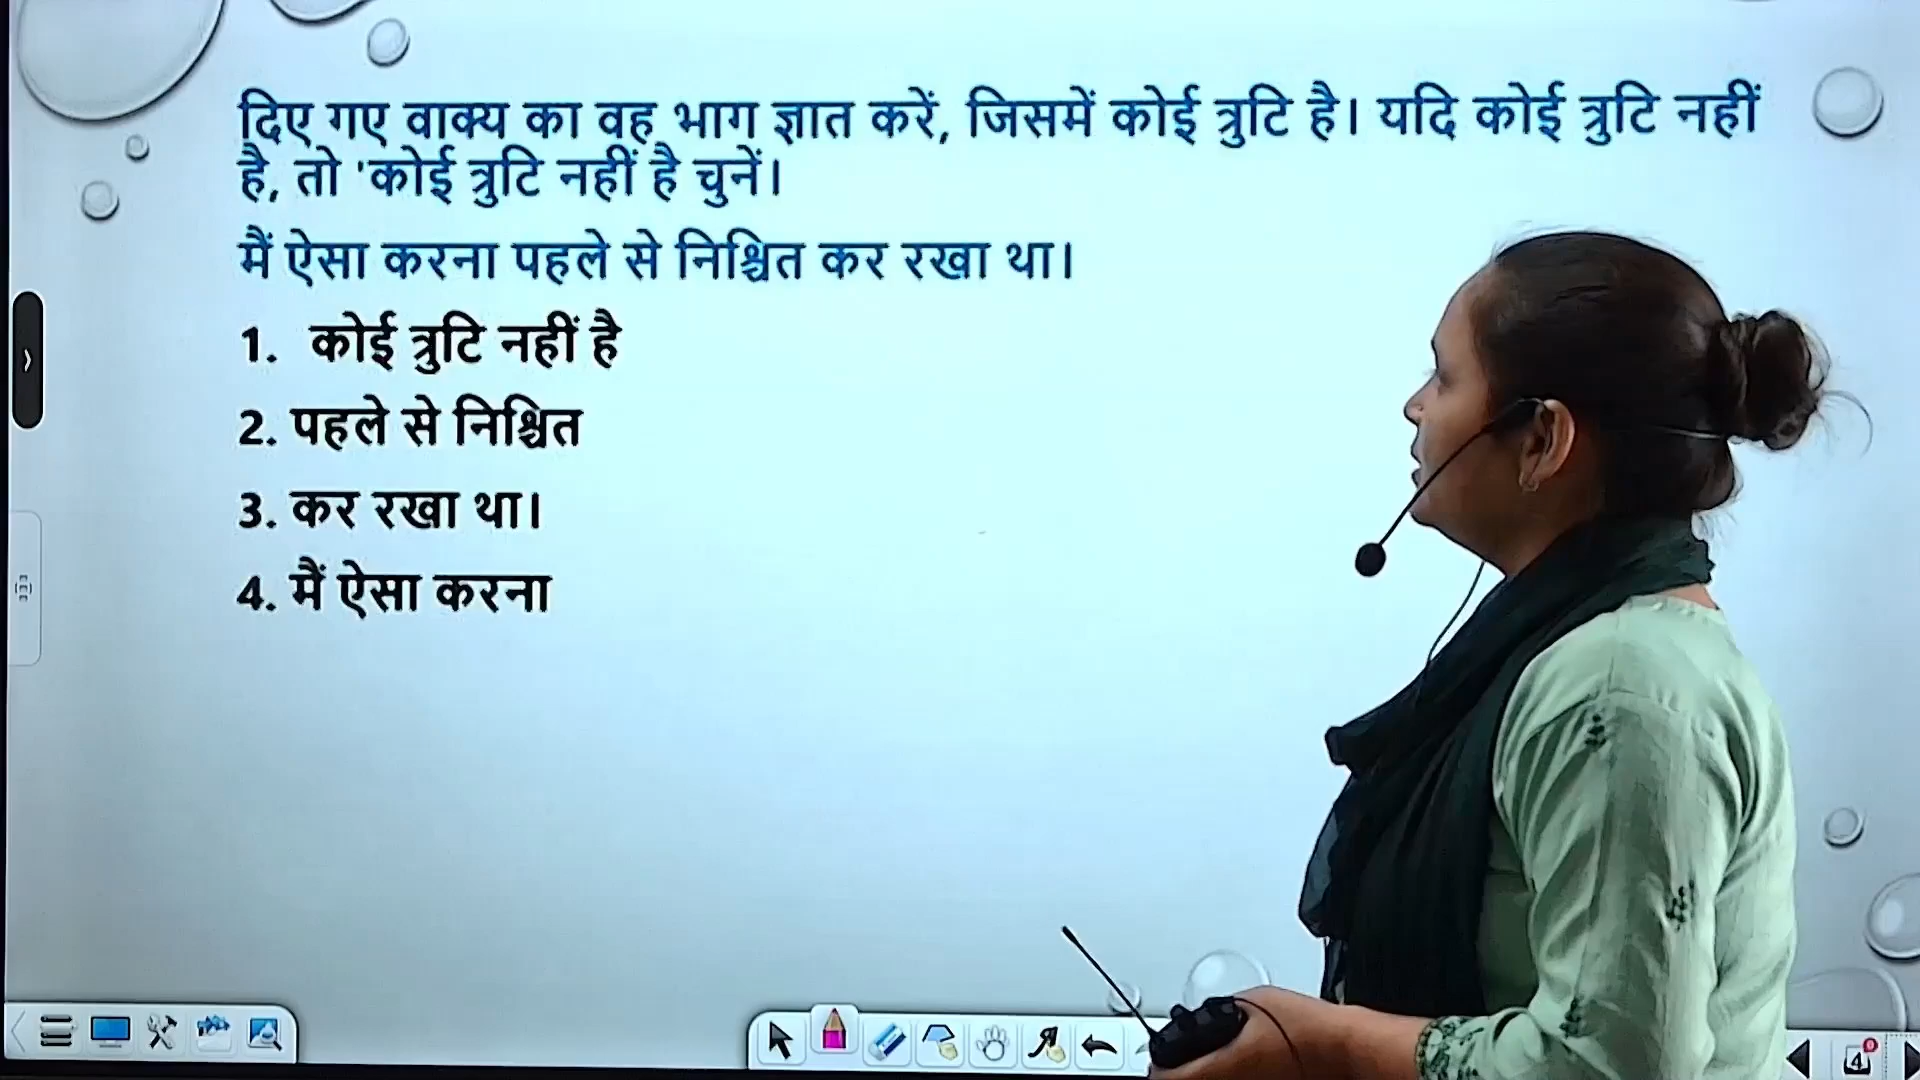 दिए गए वाक्य का वह भाग ज्ञात करें, जिसमें कोई त्रुटि है। यदि कोई त्रुटि नहीं
है, तो 'कोई त्रुटि नहीं है चुनें।
मैं ऐसा करना पहले से निश्चित कर रखा था।
1. कोई त्रुटि नहीं है
2. पहले से निश्चित
3. कर रखा था।
4. मैं ऐसा करना
4